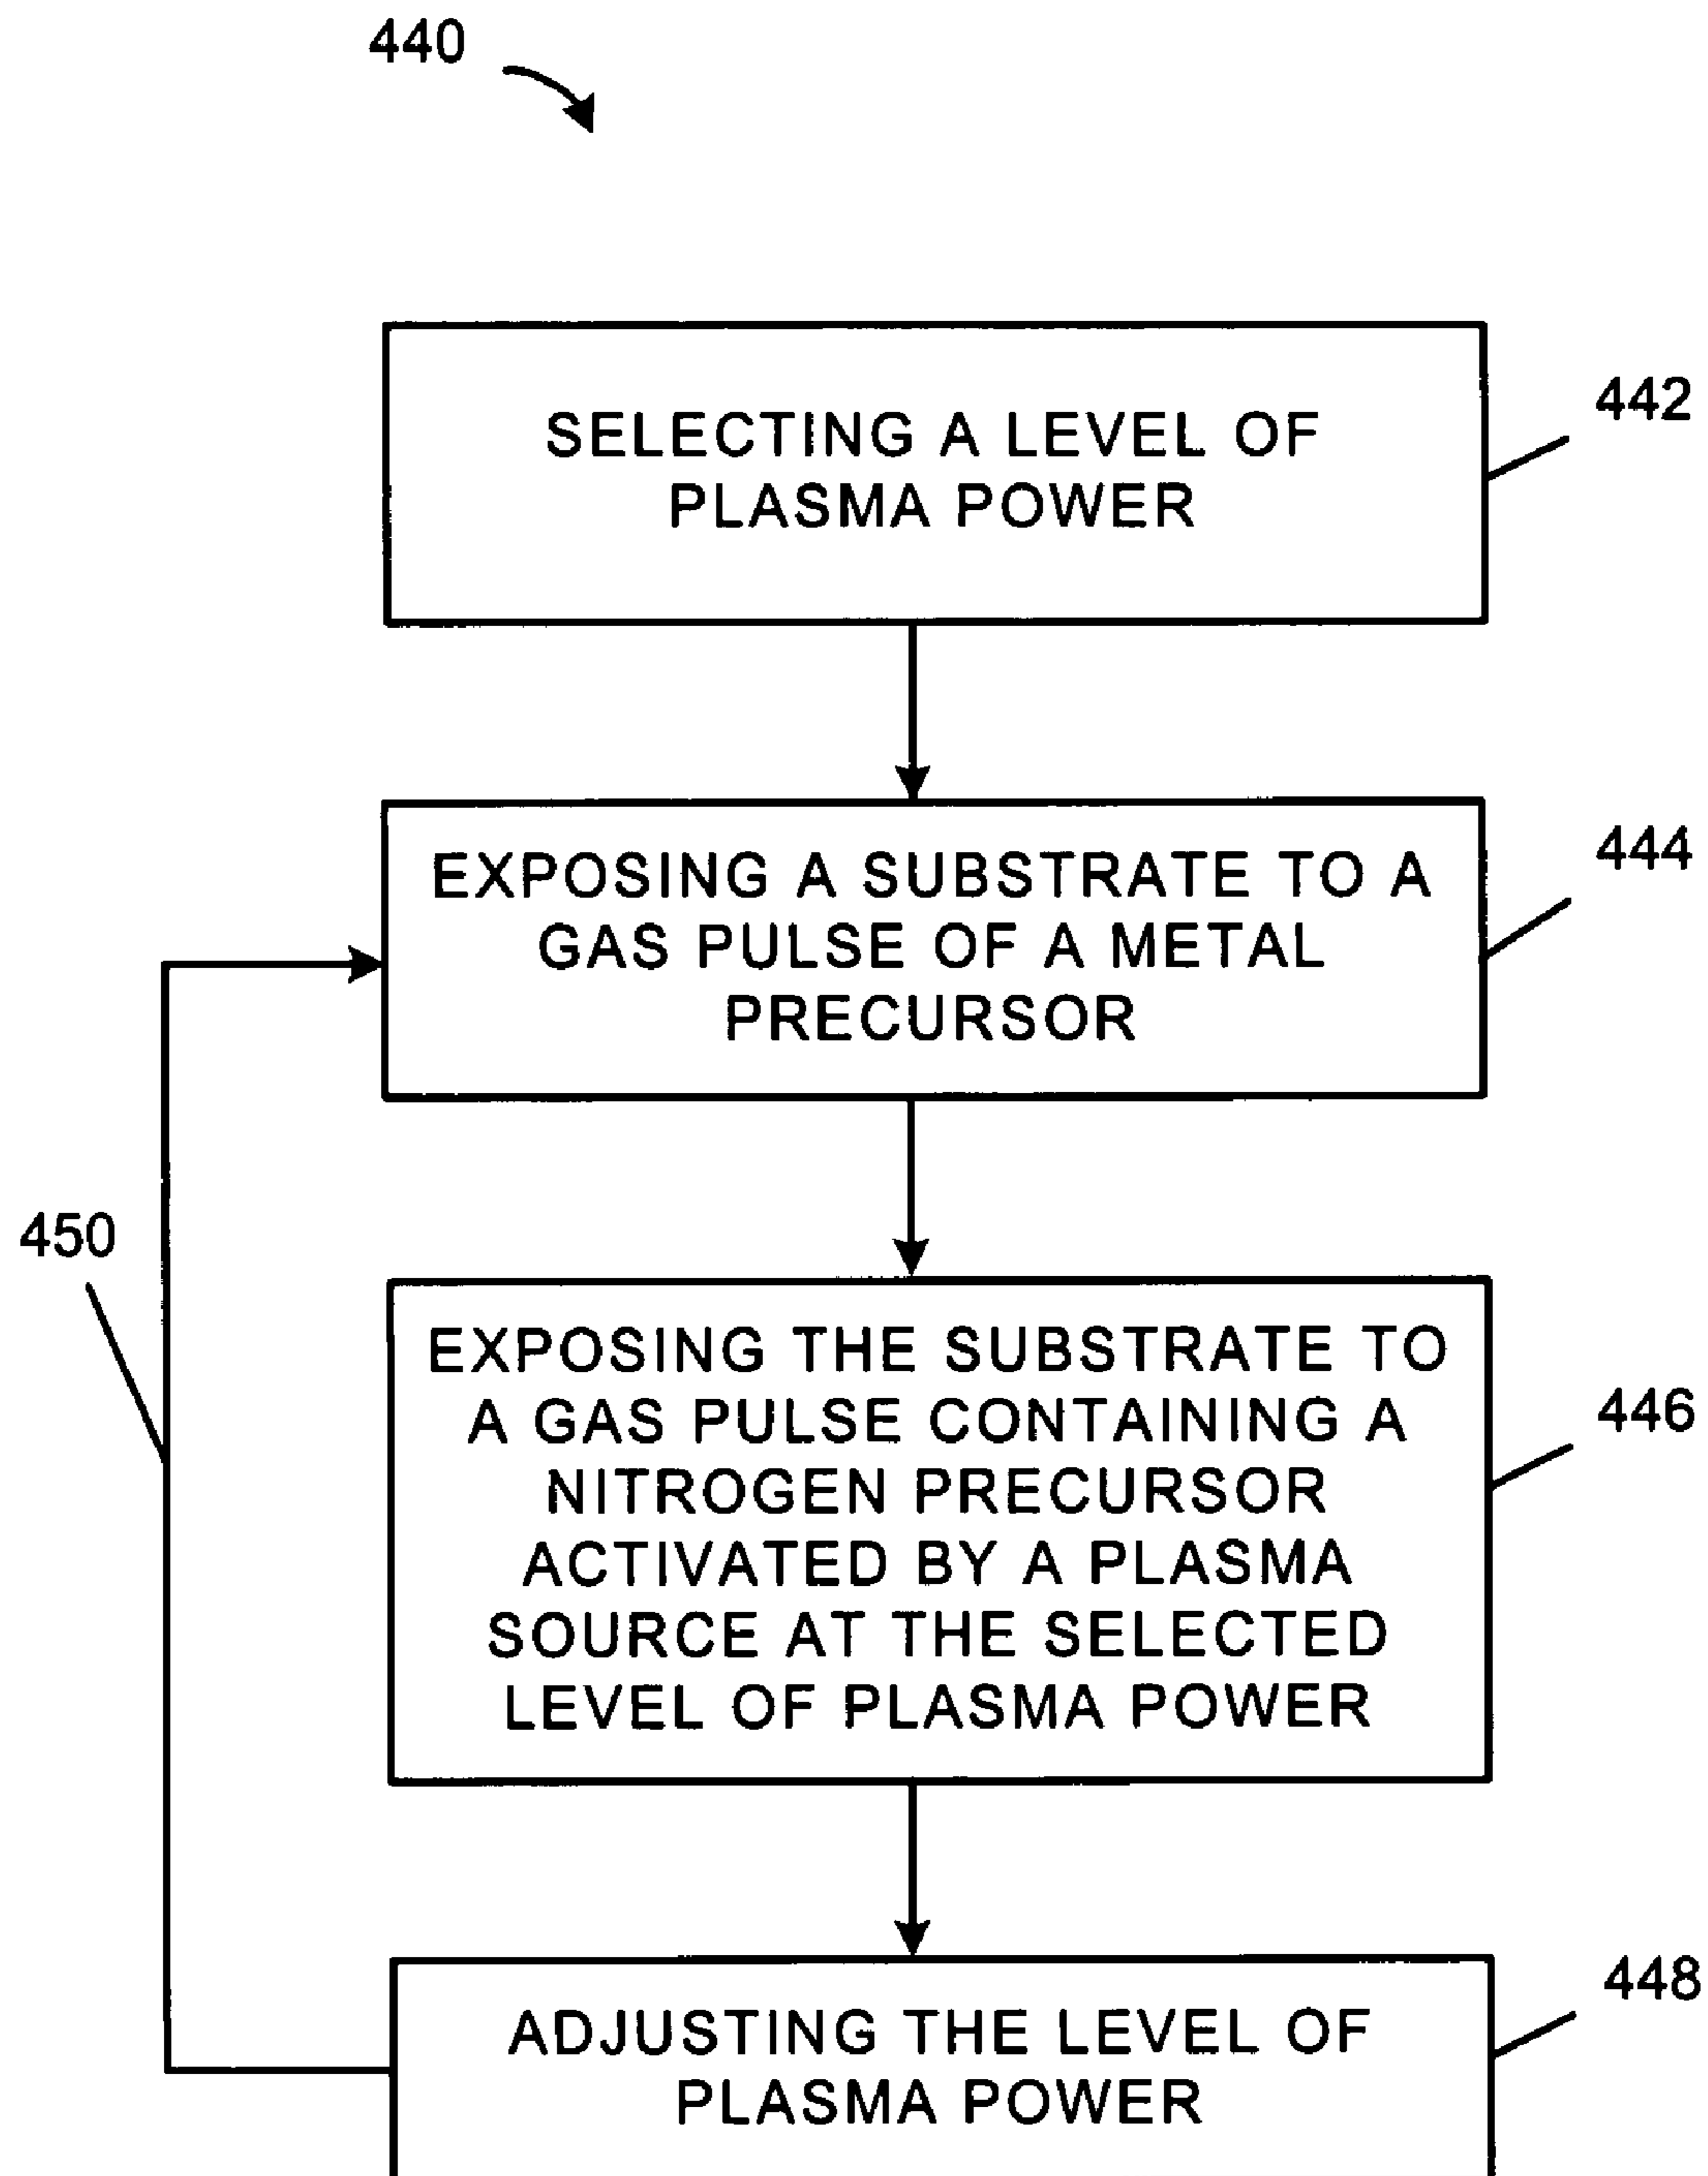 440
SELECTING A LEVEL OF
PLASMA POWER
442
EXPOSING A SUBSTRATE TO A
GAS PULSE OF A METAL
PRECURSOR
444
450
EXPOSING THE SUBSTRATE TO
A GAS PULSE CONTAINING A
NITROGEN PRECURSOR
ACTIVATED BY A PLASMA
SOURCE AT THE SELECTED
LEVEL OF PLASMA POWER
446
ADJUSTING THE LEVEL OF
PLASMA POWER
448